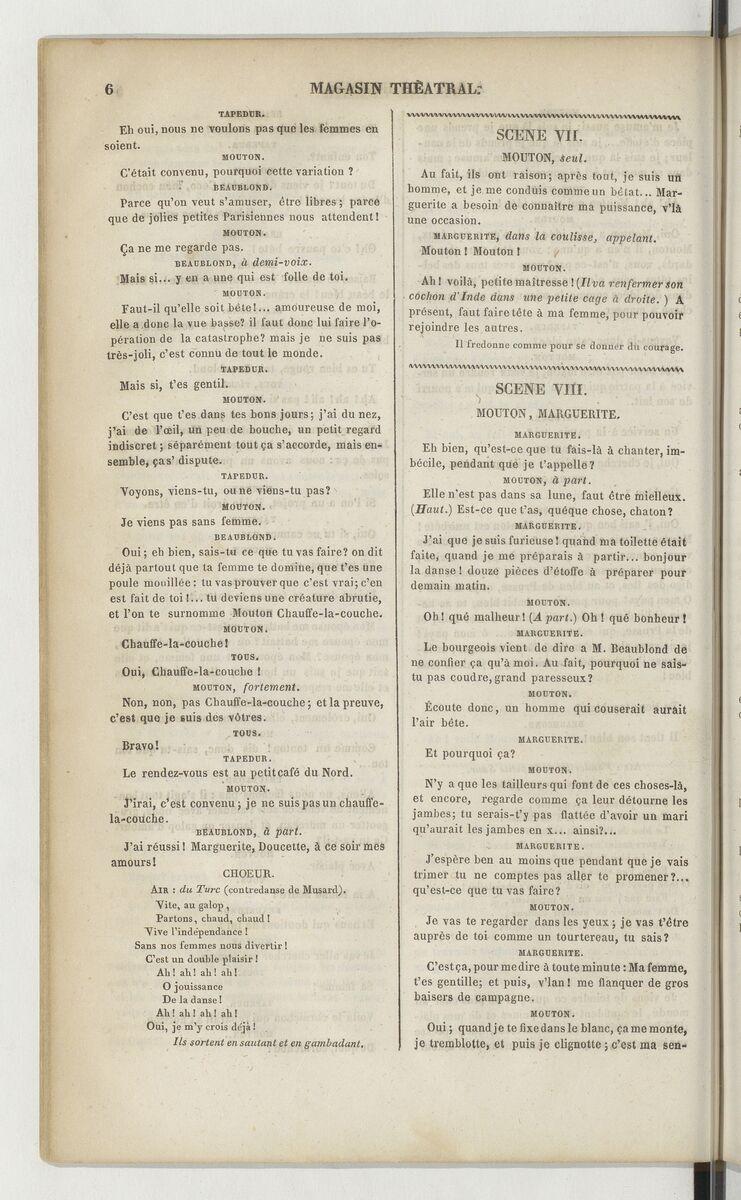 6
MAGASIN THÉATRAL.
TAPEDUR.
Eh oui, nous ne voulons pas que les femmes en
soient.
MOUTON.
C'était convenu, pourquoi cette variation ?
BEAUBLOND.
Parce qu'on veut s'amuser, être libres; parce
que de jolies petites Parisiennes nous attendent!
MOUTON.
Ça ne me regarde pas.
BEAUBLOND, à demi-voix.
Mais si... y en a une qui est folle de toi.
MOUTON.
Faut-il qu'elle soit bête!... amoureuse de moi,
elle a donc la vue basse? il faut donc lui faire l'o-
pération de la catastrophe? mais je ne suis pas
très-joli, c'est connu de tout le monde.
TAPEDUR.
Mais si, t'es gentil.
MOUTON.
C'est que t'es dans tes bons jours; j'ai du nez,
j'ai de l'œil, un peu de bouche, un petit regard
indiscret; séparément tout ça s'accorde, mais en-
semble, ças' dispute.
TAPEDUR.
Voyons, viens-tu, ou ne viens-tu pas?
MOUTON.
Je viens pas sans femme.
BEAUBLOND.
Oui; eh bien, sais-tu ce que tu vas faire? on dit
déjà partout que ta femme te domine, que t'es une
poule mouillée: tu vas prouver que c'est vrai; c'en
est fait de toi!... tu deviens une créature abrutie,
et l'on te surnomme Mouton Chauffe-la-couche.
MOUTON.
Chauffe-la-couche!
TOUS.
Oui, Chauffe-la-couche !
MOUTON, fortement.
Non, non, pas Chauffe-la-couche; et la preuve,
c'est que je suis des vôtres.
TOUS.
Bravo!
TAPEDUR.
Le rendez-vous est au petit café du Nord.
MOUTON.
J'irai, c'est convenu; je ne suis pas un chauffe-
la-couche.
BEAUBLOND, à part.
J'ai réussi! Marguerite, Doucette, à ce soir mes
amours!
CHOEUR.
AIR : du Turc (contredanse de Musard).
Vite, au galop,
Partons, chaud, chaud!
Vive l'indépendance!
Sans nos femmes nous divertir!
C'est un double plaisir!
Ah! ah! ah! ah!
O jouissance
De la danse!
Ah! ah! ah! ah!
Oui, je m'y crois déjà!
Ils sortent en sautant et en gambadant.
SCENE VII.
MOUTON, seul.
Au fait, ils ont raison; après tout, je suis un
homme, et je me conduis comme un bétat... Mar-
guerite a besoin de connaître ma puissance, v'là
une occasion.
MARGUERITE, dans la coulisse, appelant.
Mouton! Mouton!
MOUTON.
Ah! voilà, petite maîtresse! (Il va renfermer son
cochon d'Inde dans une petite cage à droite. ) A
présent, faut faire tête à ma femme, pour pouvoir
rejoindre les autres.
Il fredonne comme pour se donner du courage.
SCENE VIII.
MOUTON, MARGUERITE.
MARGUERITE.
Eh bien, qu'est-ce que tu fais-là à chanter, im-
bécile, pendant que je t'appelle?
MOUTON, à part.
Elle n'est pas dans sa lune, faut être mielleux.
(Haut.) Est-ce que t'as, quéque chose, chaton?
MARGUERITE.
J'ai que je suis furieuse! quand ma toilette était
faite, quand je me préparais à partir... bonjour
la danse! douze pièces d'étoffe à préparer pour
demain matin.
MOUTON.
Oh! qué malheur! (A part.) Oh! qué bonheur!
MARGUERITE.
Le bourgeois vient de dire a M. Beaublond de
ne confier ça qu'à moi. Au fait, pourquoi ne sais-
tu pas coudre, grand paresseux?
MOUTON.
Écoute donc, un homme qui couserait aurait
l'air bête.
MARGUERITE.
Et pourquoi ça?
MOUTON.
N'y a que les tailleurs qui font de ces choses-là,
et encore, regarde comme ça leur détourne les
jambes; tu serais-t'y pas flattée d'avoir un mari
qu'aurait les jambes en x... ainsi?...
MARGUERITE.
J'espère ben au moins que pendant que je vais
trimer tu ne comptes pas aller te promener?...
qu'est-ce que tu vas faire?
MOUTON.
Je vas te regarder dans les yeux; je vas t'être
auprès de toi comme un tourtereau, tu sais?
MARGUERITE.
C'est ça, pour me dire à toute minute: Ma femme,
t'es gentille; et puis, v'lan! me flanquer de gros
baisers de campagne.
MOUTON.
Oui; quand je te fixe dans le blanc, ça me monte,
je tremblotte, et puis je clignotte; c'est ma sen-